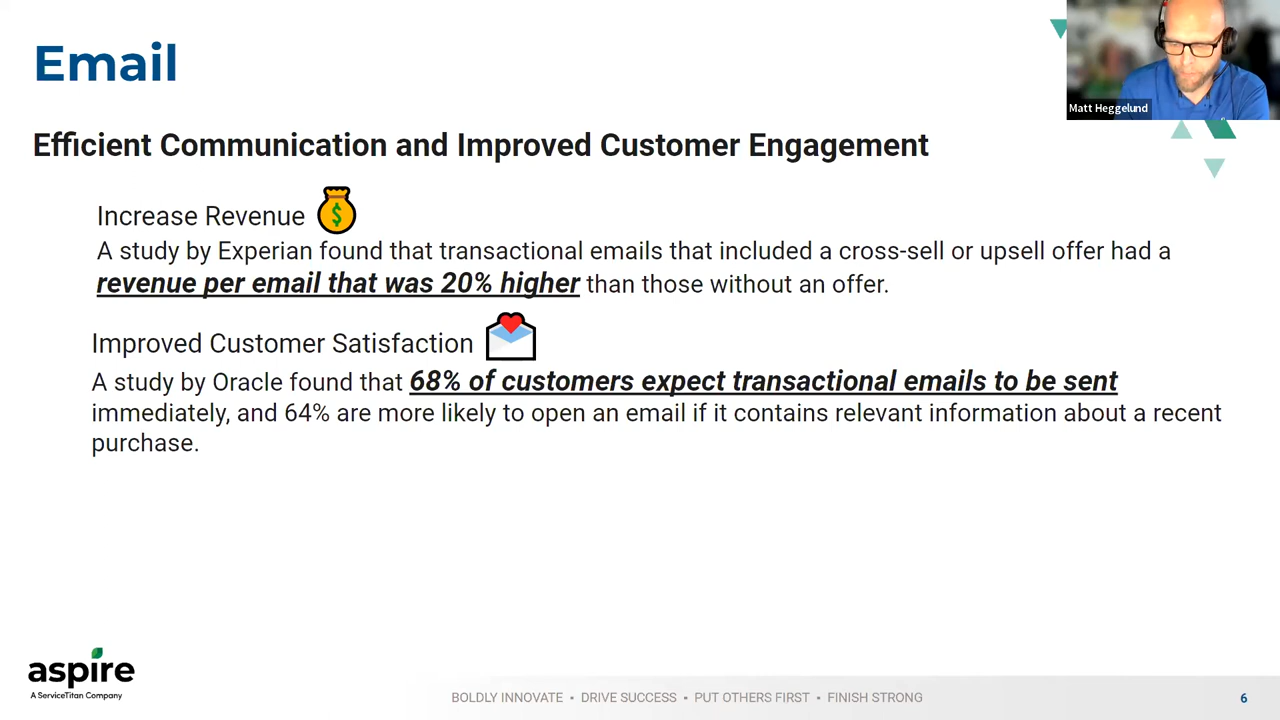 Email
Matt Heggelund
Efficient Communication and Improved Customer Engagement
Increase Revenue
A study by Experian found that transactional emails that included a cross-sell or upsell offer had a
revenue per email that was 20% higher than those without an offer.
Improved Customer Satisfaction
A study by Oracle found that 68% of customers expect transactional emails to be sent
immediately, and 64% are more likely to open an email if it contains relevant information about a recent
purchase.
aspire
A ServiceTitan Company
BOLDLY INNOVATE • DRIVE SUCCESS • PUT OTHERS FIRST • FINISH STRONG
6